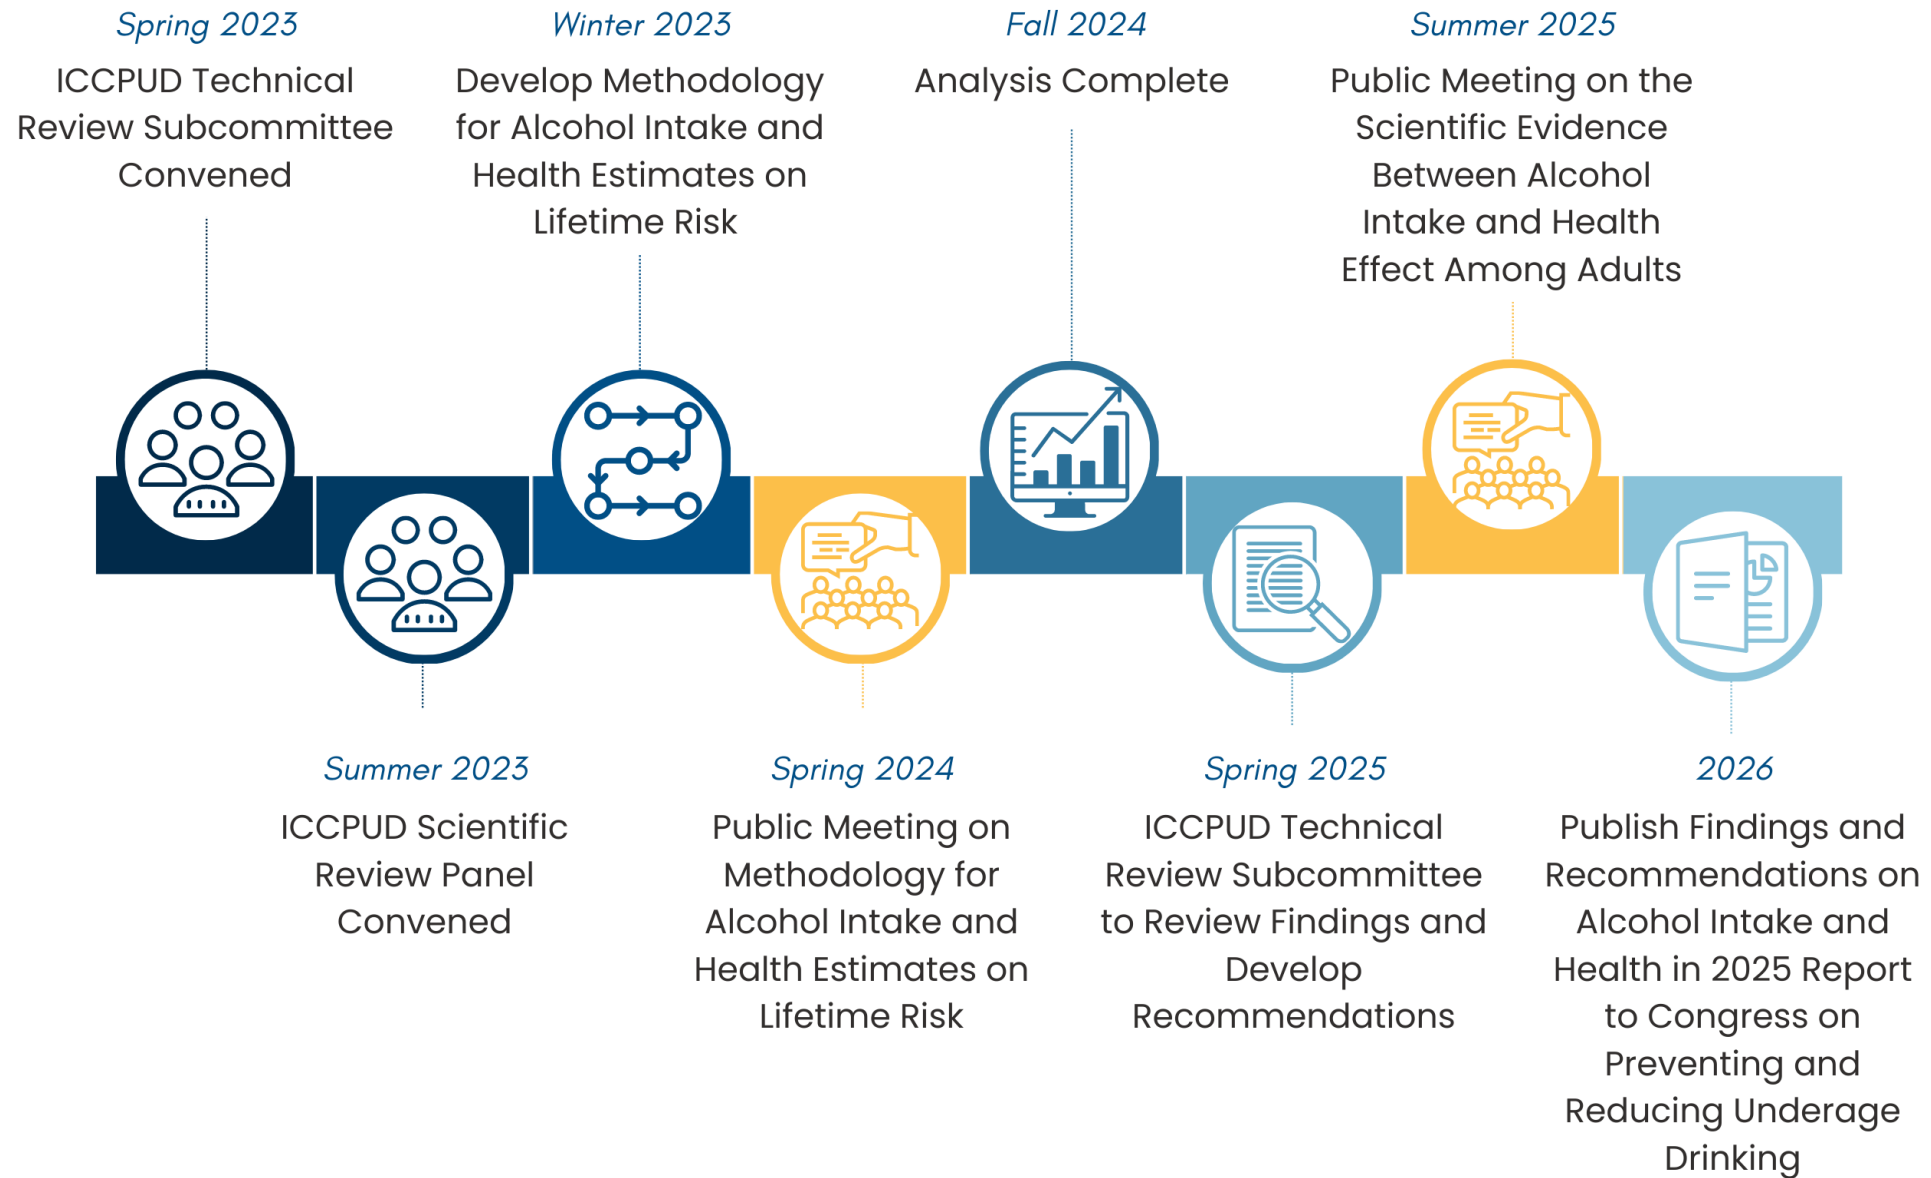 Spring 2023
ICCPUD Technical
Review Subcommittee
Convened
Summer 2023
ICCPUD Scientific
Review Panel
Convened
Winter 2023
Develop Methodology
for Alcohol Intake and
Health Estimates on
Lifetime Risk
Spring 2024
Public Meeting on
Methodology for
Alcohol Intake and
Health Estimates on
Lifetime Risk
Fall 2024
Analysis Complete
Spring 2025
ICCPUD Technical
Review Subcommittee
to Review Findings and
Develop
Recommendations
Summer 2025
Public Meeting on the
Scientific Evidence
Between Alcohol
Intake and Health
Effect Among Adults
2026
Publish Findings and
Recommendations on
Alcohol Intake and
Health in 2025 Report
to Congress on
Preventing and
Reducing Underage
Drinking